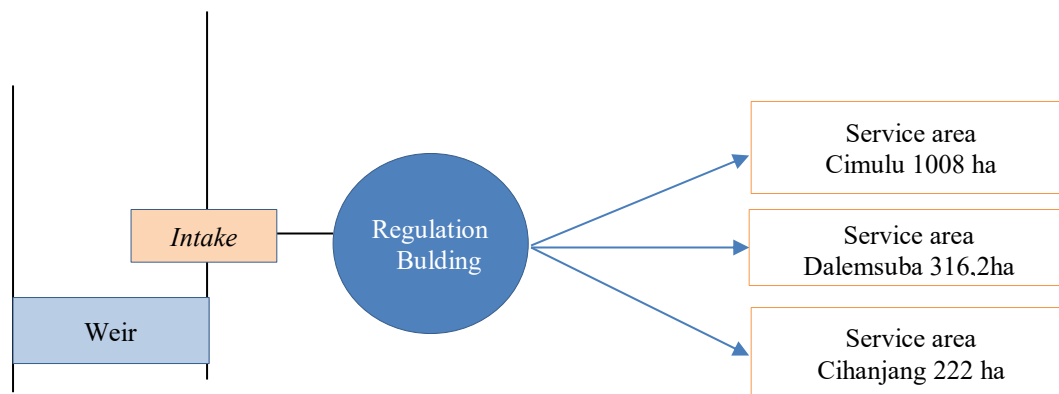 Service area
Cimulu 1008 ha
Intake
Regulation
Bulding
Service area
Dalemsuba 316,2ha
Weir
Service area
Cihanjang 222 ha